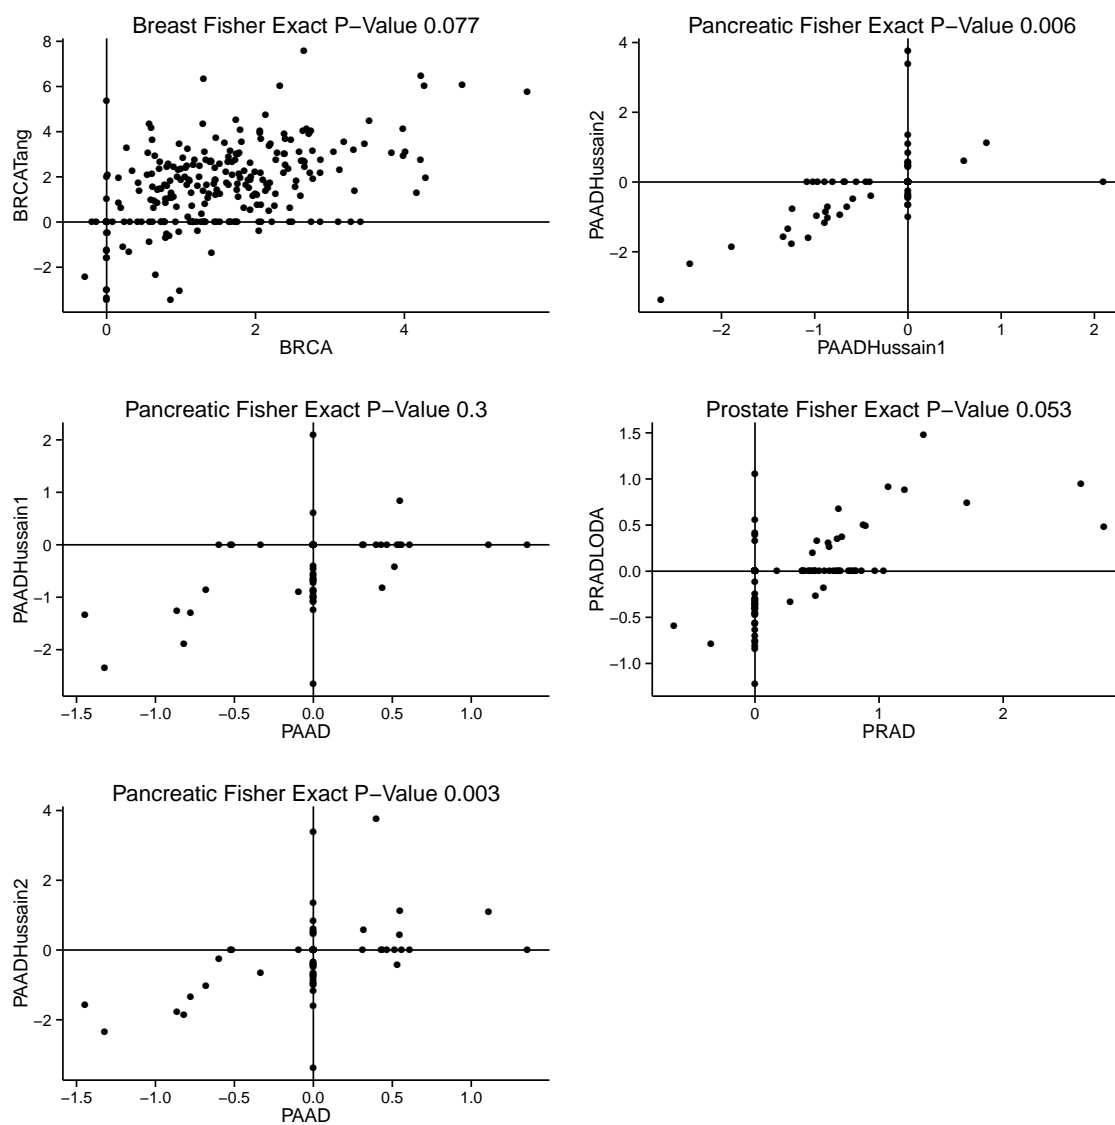 Breast Fisher Exact P−Value 0.077
8
6
4
2
0
−2
BRCATang
0 2 4
BRCA
Pancreatic Fisher Exact P−Value 0.006
4
2
0
−2
PAADHussain2
−2 −1 0 1 2
PAADHussain1
Pancreatic Fisher Exact P−Value 0.3
2
1
0
−1
−2
PAADHussain1
−1.5 −1.0 −0.5 0.0 0.5 1.0
PAAD
Prostate Fisher Exact P−Value 0.053
1.5
1.0
0.5
0.0
−0.5
−1.0
PRADLODA
0 1 2
PRAD
Pancreatic Fisher Exact P−Value 0.003
4
2
0
−2
PAADHussain2
−1.5 −1.0 −0.5 0.0 0.5 1.0
PAAD